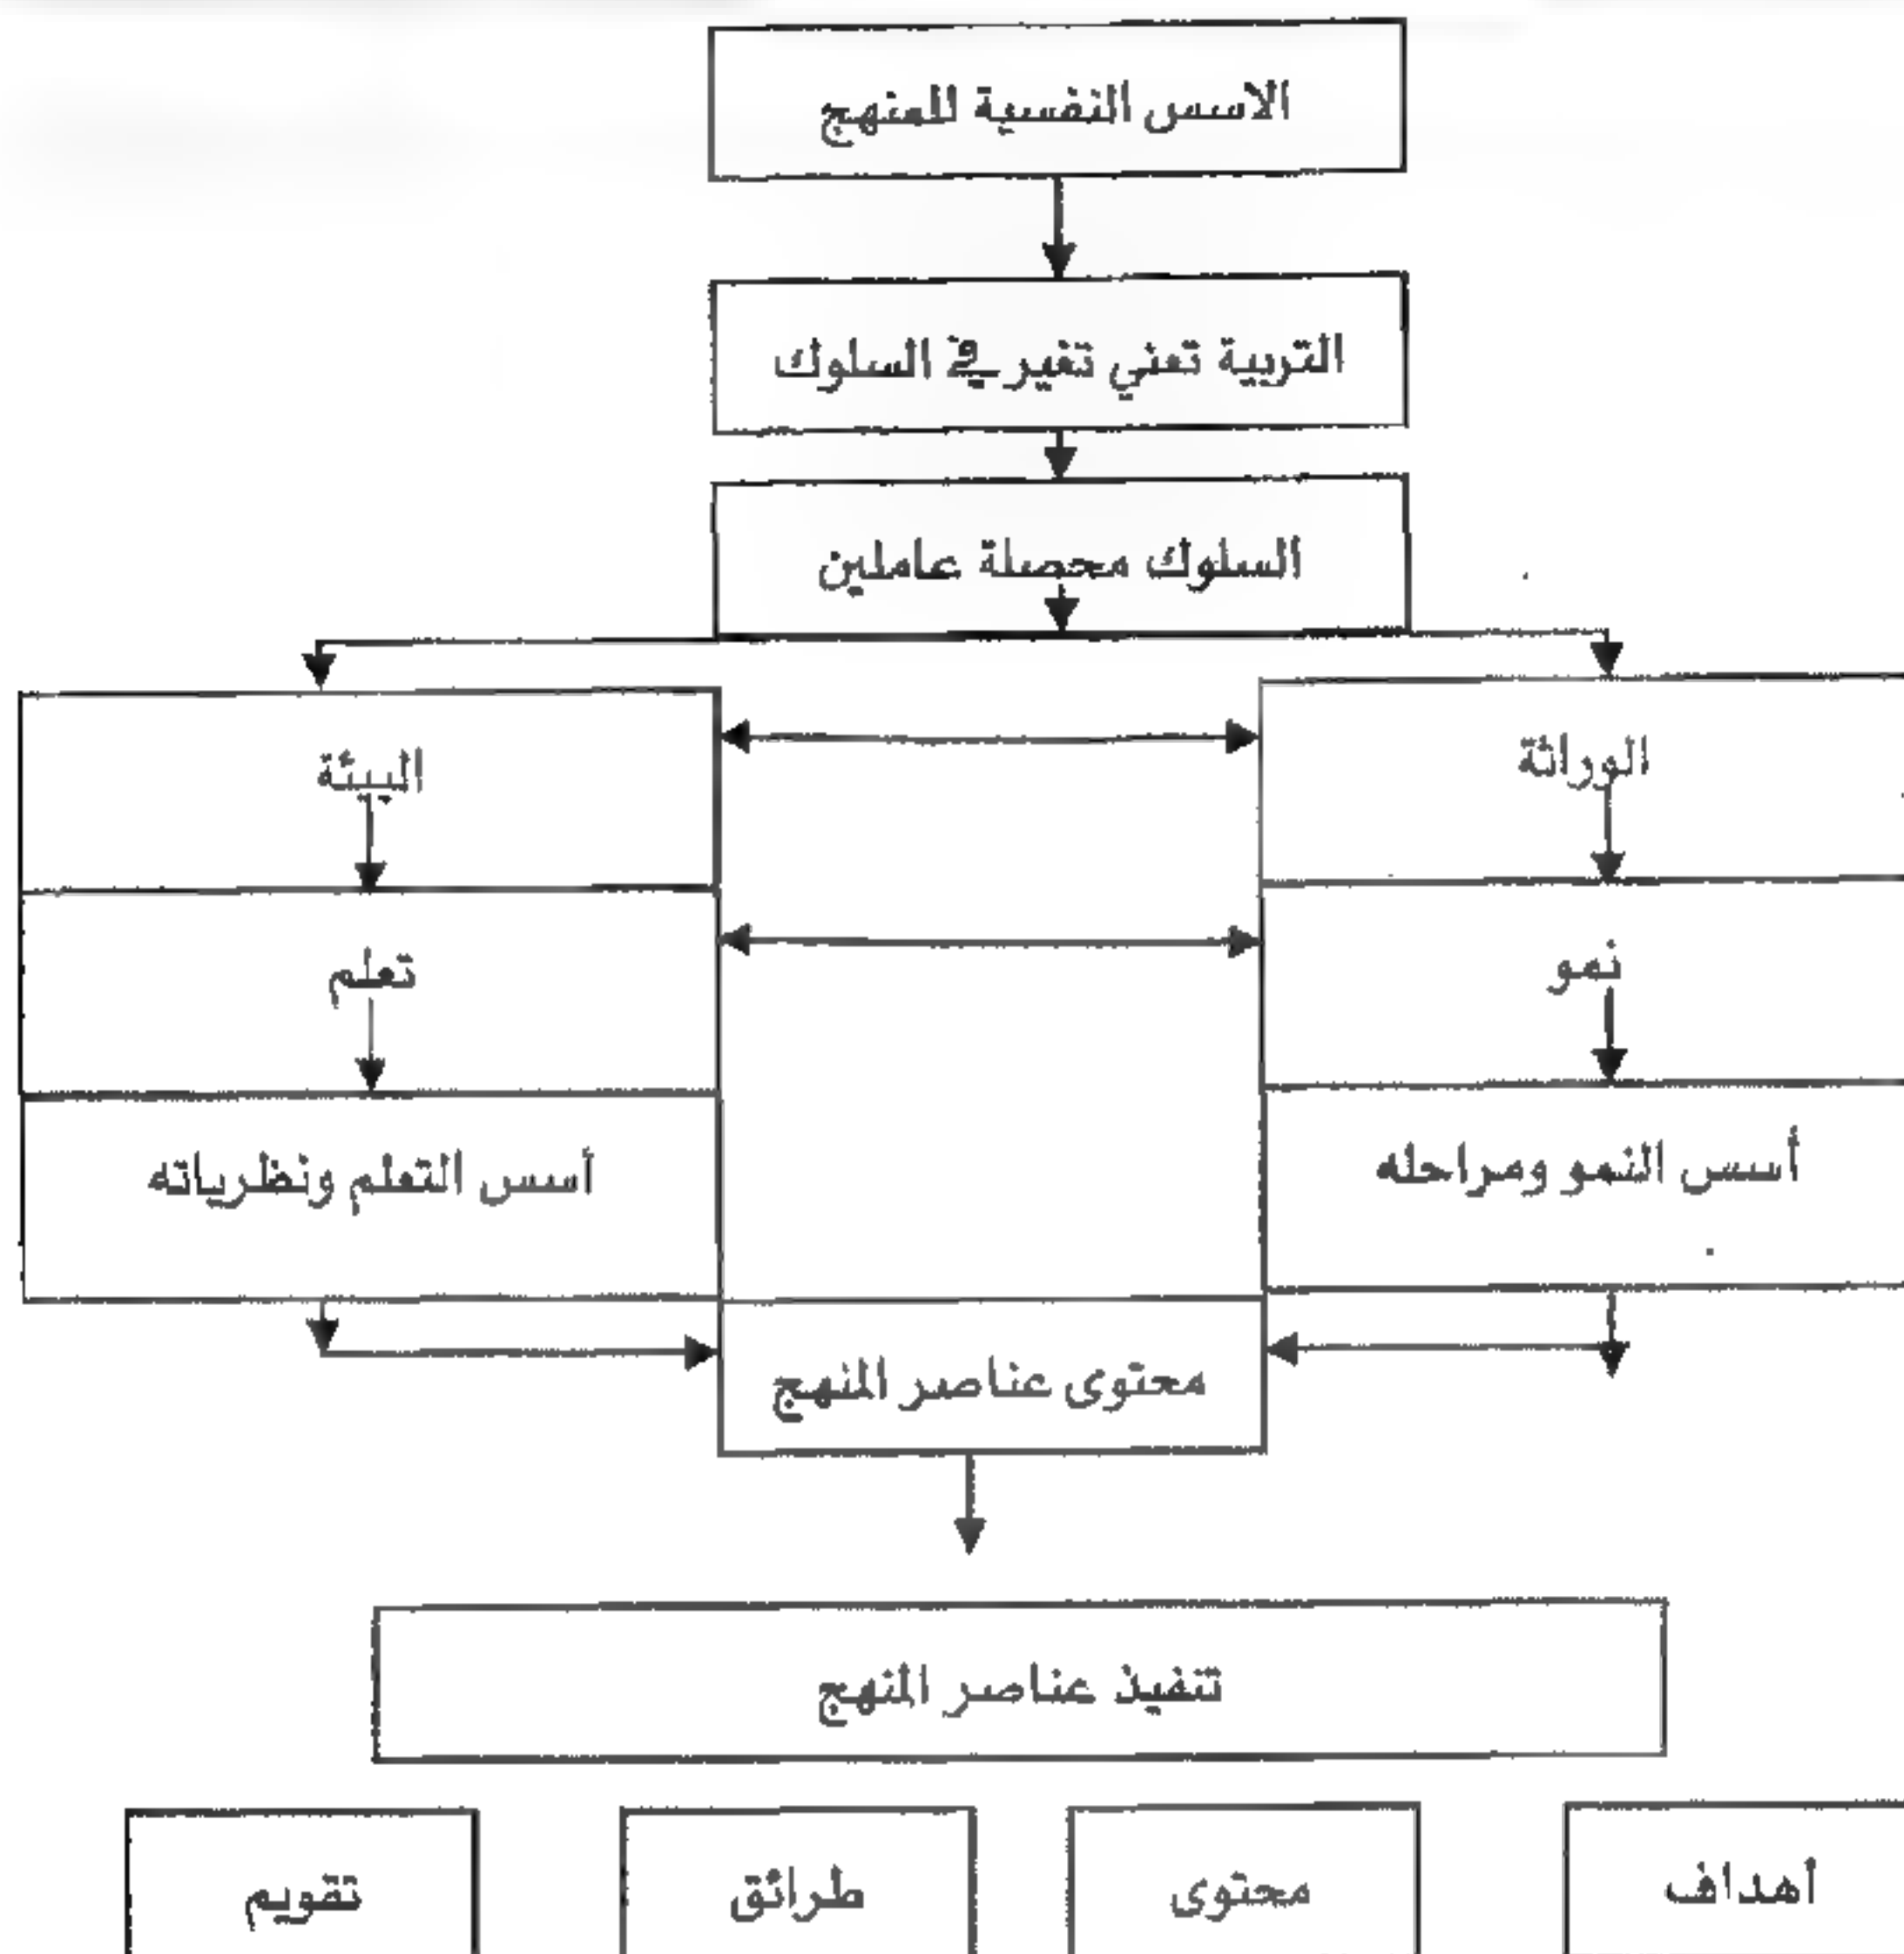 الاسس النفسية للمنهج
التربية تعني تغير في السلوك
السلوك محصلة عاملين
الوراثة
البيئة
نمو
تعلم
أسس النمو ومراحله
أسس التعلم ونظرياته
محتوى عناصر المنهج
تنفيذ عناصر المنهج
أهداف
محتوى
طرائق
تقويم